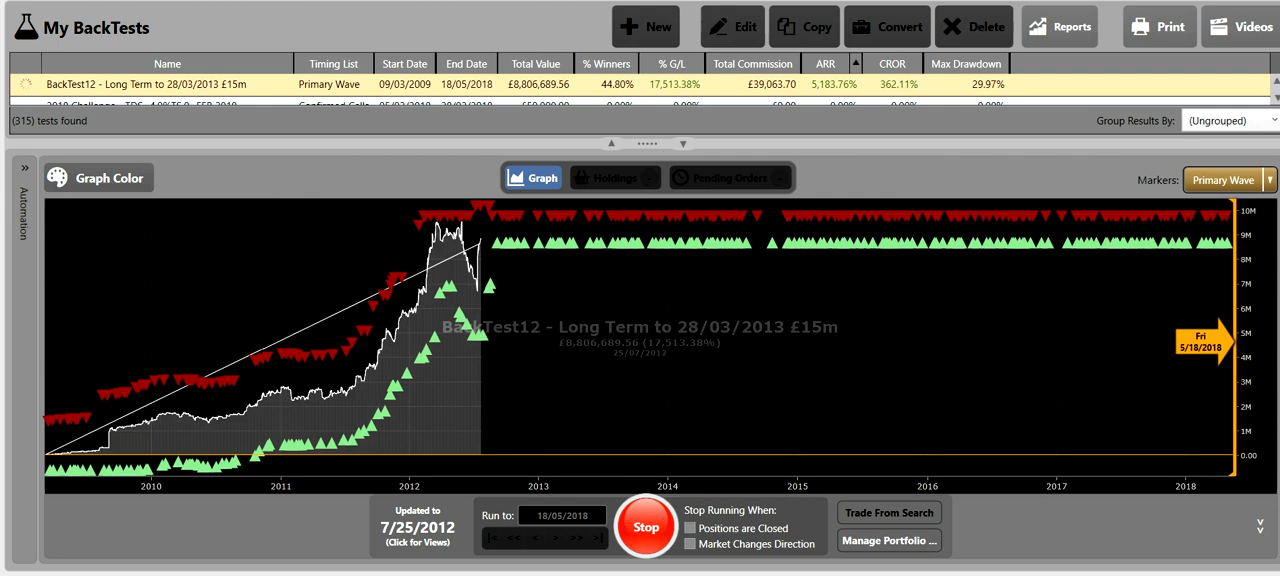 My BackTests
New Edit Copy Convert Delete Reports Print Videos
Name Timing List Start Date End Date Total Value % Winners % G/L Total Commission ARR CROR Max Drawdown
BackTest12 - Long Term to 28/03/2013 £15m Primary Wave 09/03/2009 18/05/2018 £8,806,689.56 44.80% 17,513.38% £39,063.70 5,183.76% 362.11% 29.97%
(315) tests found
Group Results By: (Ungrouped)
Automation
Graph Color
Graph Holdings Pending Orders
Markers: Primary Wave
10M
9M
8M
7M
6M
5M
4M
3M
2M
1M
0.00
BackTest12 - Long Term to 28/03/2013 £15m
£8,806,689.56 (17,513.38%)
25/07/2012
Fri
5/18/2018
2010 2011 2012 2013 2014 2015 2016 2017 2018
Updated to
7/25/2012
(Click for Views)
Run to: 18/05/2018
|< << < > >> >|
Stop
Stop Running When:
Positions are Closed
Market Changes Direction
Trade From Search
Manage Portfolio ...